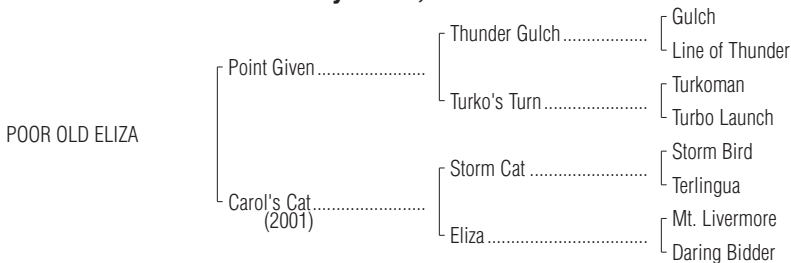 Gulch
Thunder Gulch....................
Line of Thunder
Point Given.........................
Turkoman
Turko's Turn........................
Turbo Launch
POOR OLD ELIZA
Storm Bird
Storm Cat ............................
Terlingua
Carol's Cat..........................
(2001)
Mt. Livermore
Eliza ......................................
Daring Bidder